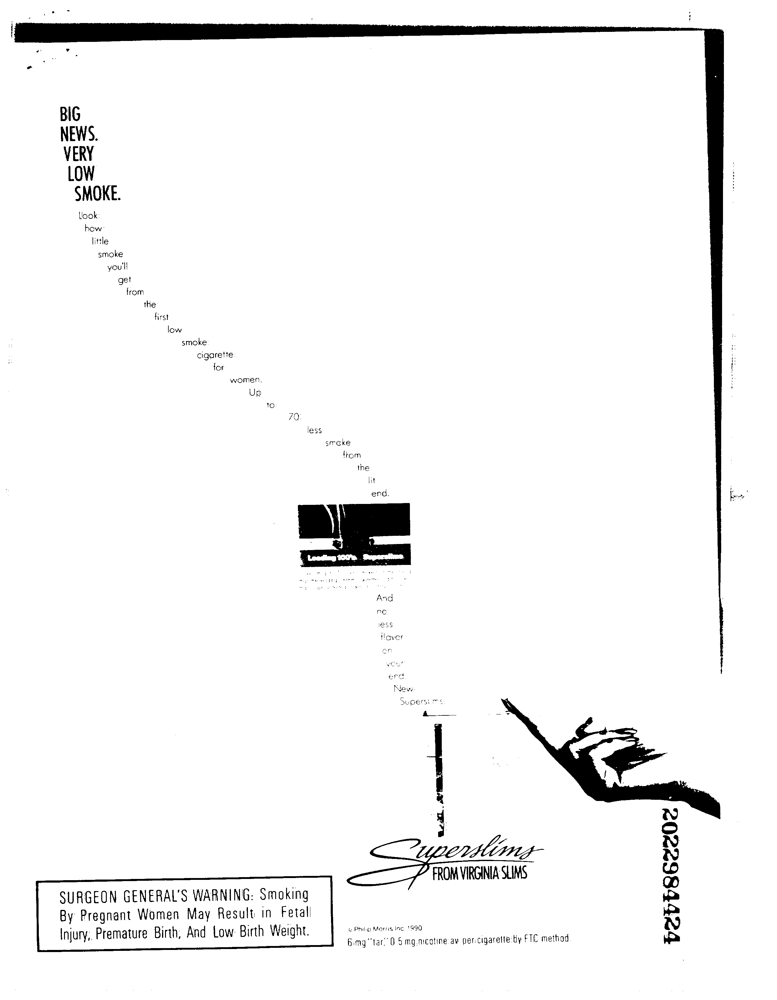 BIG
NEWS.
VERY
LOW
SMOKE.
Look
how
little
smoke
you'll
get
from
the
first
low
smoke
cigarette
for
women.
Up
to
70
less
smoke
from
the
lit
end.
Leading 100's Superslims
And
no
less
flavor
on
your
end.
New
Superslims
Superslims
FROM VIRGINIA SLIMS
SURGEON GENERAL'S WARNING: Smoking
By Pregnant Women May Result in Fetal
Injury, Premature Birth, And Low Birth Weight.
© Philip Morris Inc. 1990
6 mg "tar," 0.5 mg nicotine av. per cigarette by FTC method.
2022984424